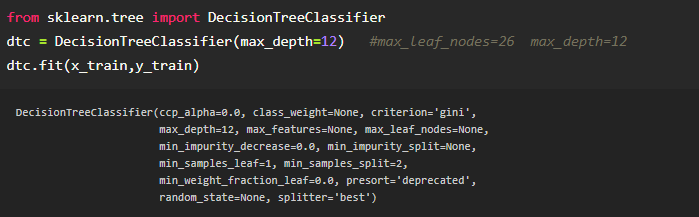 from sklearn.tree import DecisionTreeClassifier
dtc = DecisionTreeClassifier(max_depth=12)   #max_leaf_nodes=26  max_depth=12
dtc.fit(x_train,y_train)
DecisionTreeClassifier(ccp_alpha=0.0, class_weight=None, criterion='gini',
                       max_depth=12, max_features=None, max_leaf_nodes=None,
                       min_impurity_decrease=0.0, min_impurity_split=None,
                       min_samples_leaf=1, min_samples_split=2,
                       min_weight_fraction_leaf=0.0, presort='deprecated',
                       random_state=None, splitter='best')